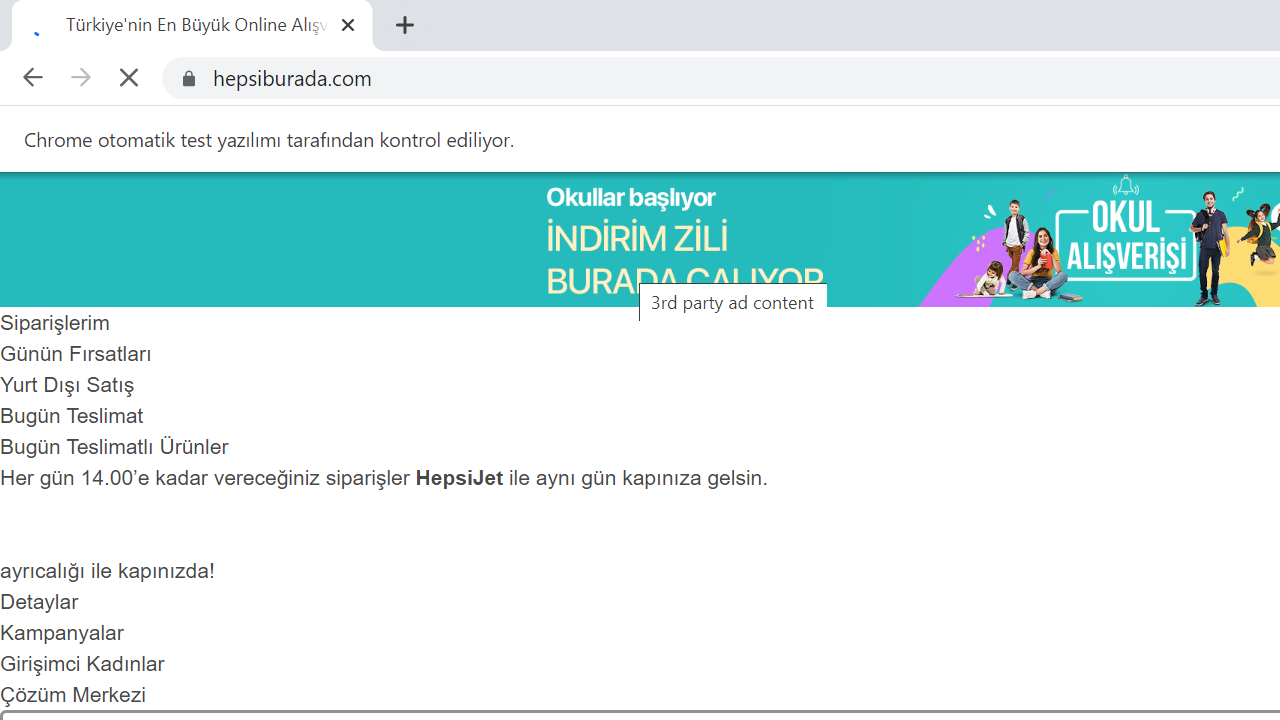 Türkiye'nin En Büyük Online Alışv
hepsiburada.com
Chrome otomatik test yazılımı tarafından kontrol ediliyor.
Okullar başlıyor
İNDİRİM ZİLİ
BURADA ÇALIYOR
OKUL
ALIŞVERİŞİ
3rd party ad content
Siparişlerim
Günün Fırsatları
Yurt Dışı Satış
Bugün Teslimat
Bugün Teslimatlı Ürünler
Her gün 14.00’e kadar vereceğiniz siparişler HepsiJet ile aynı gün kapınıza gelsin.
ayrıcalığı ile kapınızda!
Detaylar
Kampanyalar
Girişimci Kadınlar
Çözüm Merkezi